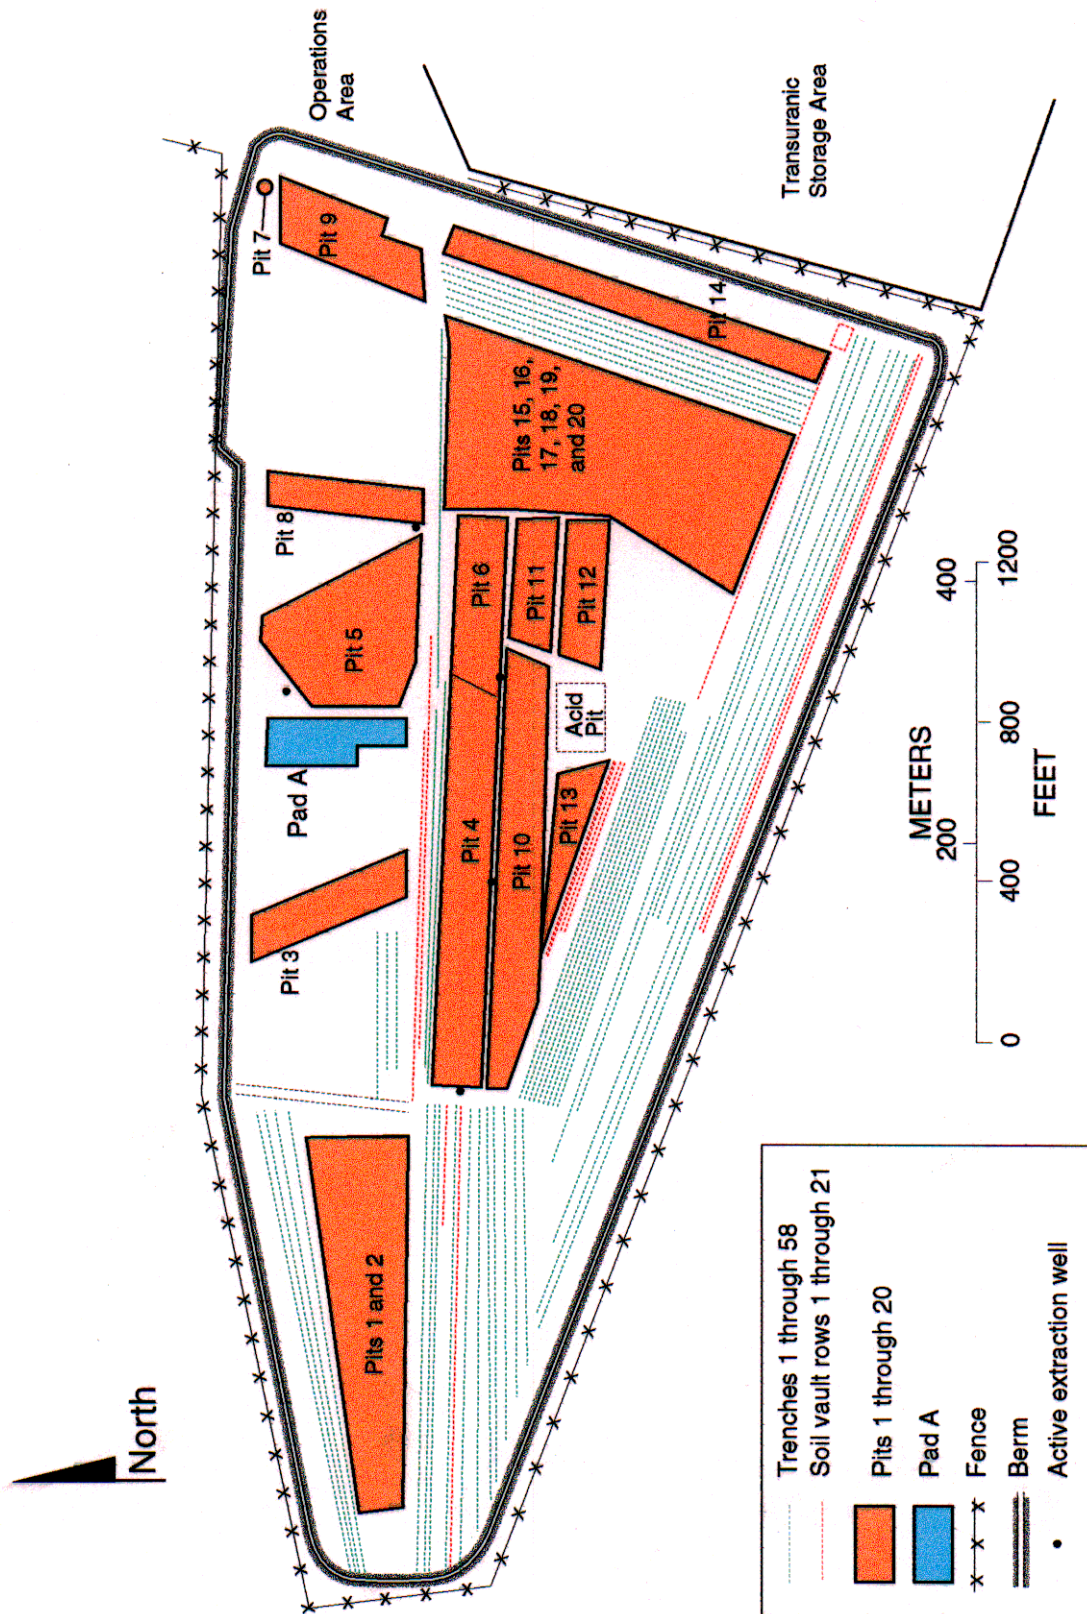 North
Operations
Area
Transuranic
Storage Area
Pit 7
Pit 9
Pit 14
Pits 15, 16,
17, 18, 19,
and 20
Pit 8
Pit 5
Pad A
Pit 3
Pit 6
Pit 11
Pit 12
Pit 4
Pit 10
Acid
Pit
Pit 13
Pits 1 and 2
METERS
200
400
0
400
800
1200
FEET
Trenches 1 through 58
Soil vault rows 1 through 21
Pits 1 through 20
Pad A
Fence
Berm
Active extraction well